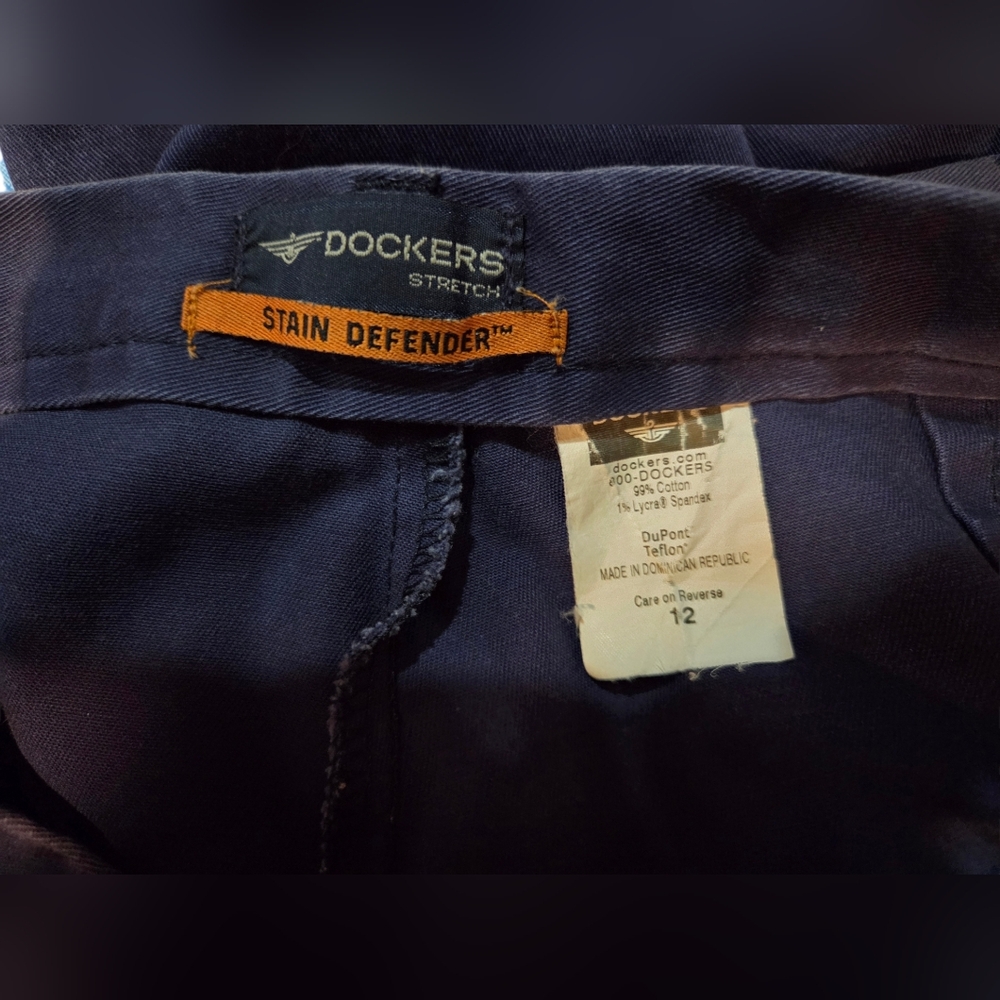 DOCKERS
STRETCH
STAIN DEFENDER™
dockers.com
800-DOCKERS
99% Cotton
1% Lycra® Spandex
DuPont
Teflon®
MADE IN DOMINICAN REPUBLIC
Care on Reverse
12